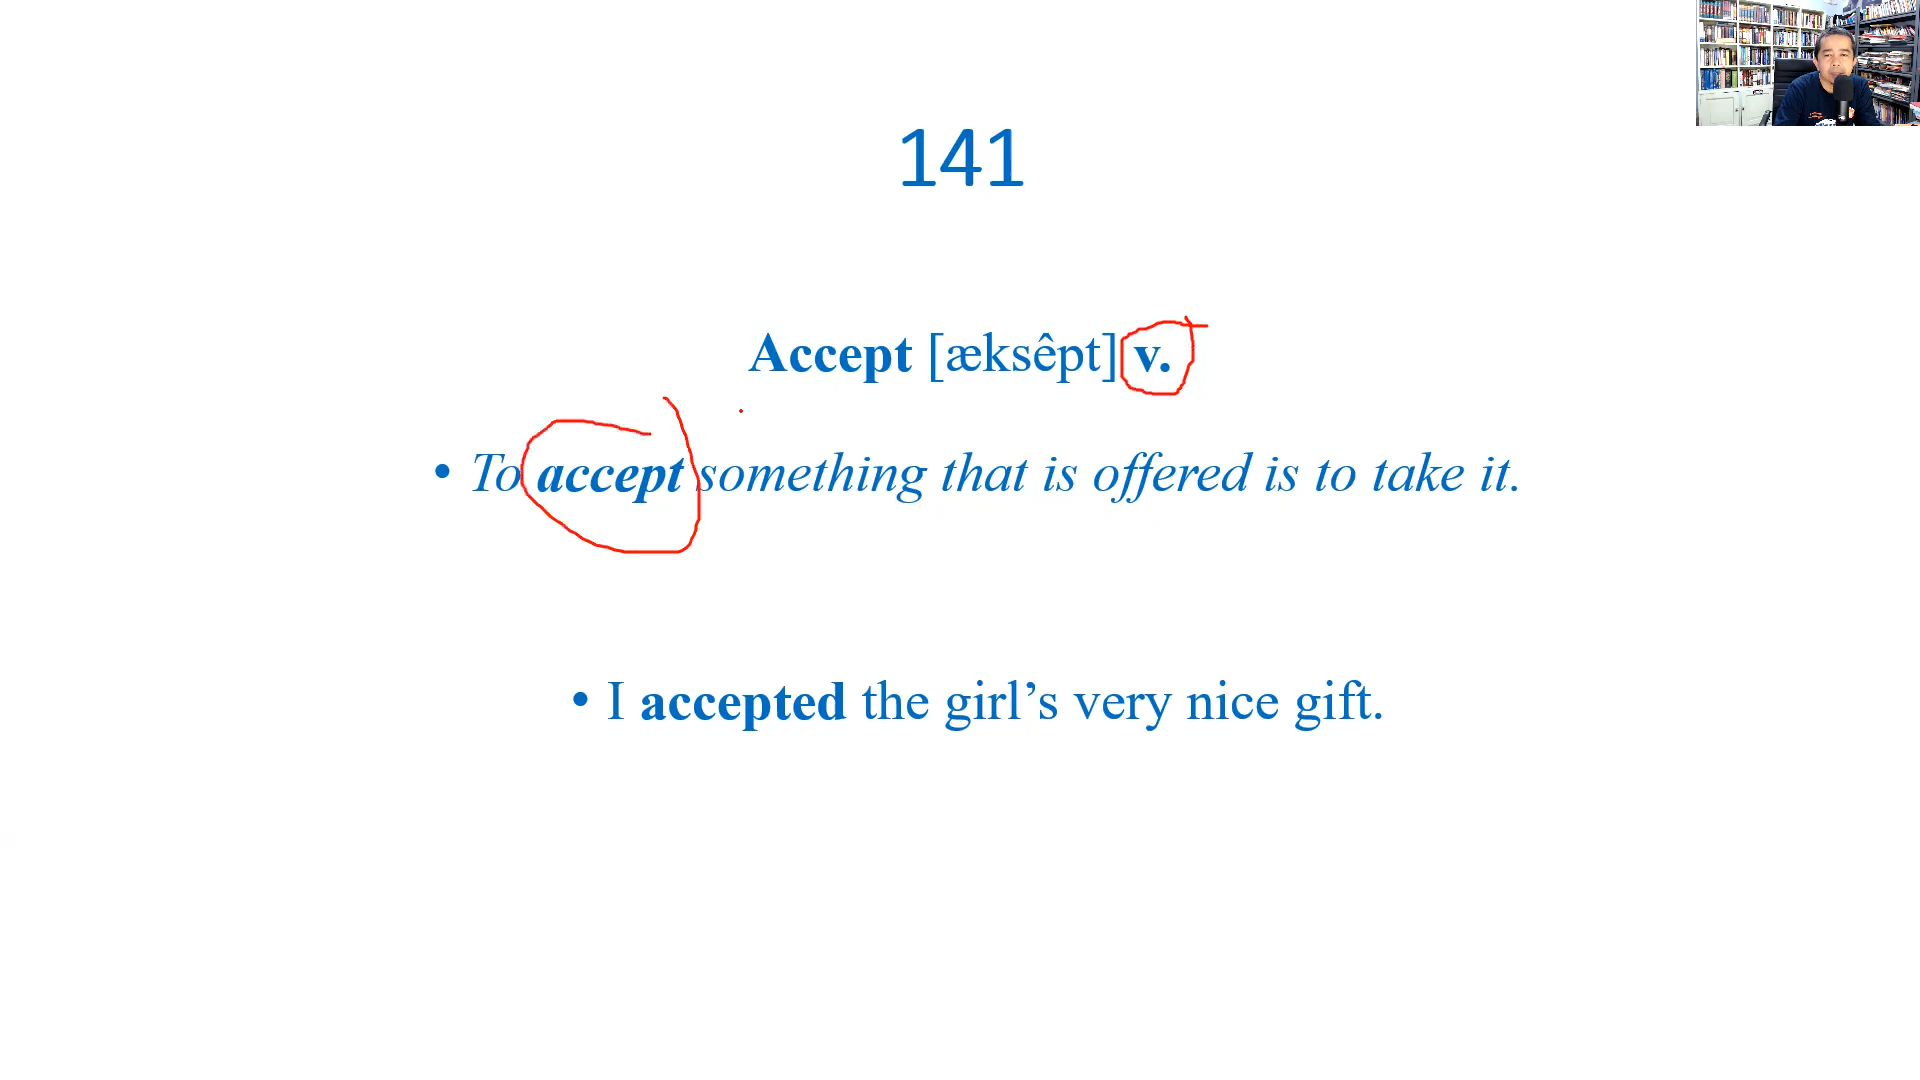 141
Accept [æksêpt] v.
• To accept something that is offered is to take it.
• I accepted the girl’s very nice gift.